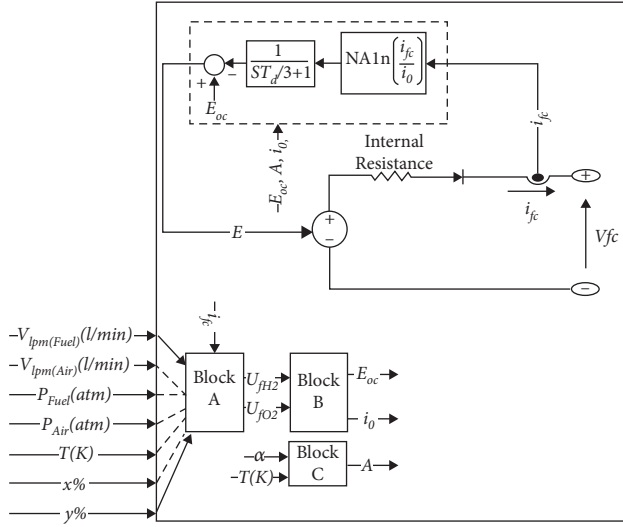 1
ST_d/3+1
NA1n(i_fc/i_0)
+
−
E_oc
−E_oc, A, i_0,
i_fc
Internal
Resistance
+
i_fc
E
+
−
Vfc
−
i_fc
−V_lpm(Fuel)(l/min)
−V_lpm(Air)(l/min)
P_Fuel(atm)
P_Air(atm)
T(K)
x%
y%
Block
A
U_fH2
U_fO2
Block
B
E_oc
i_0
−α
−T(K)
Block
C
A